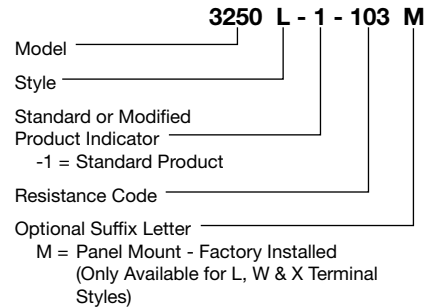 3250 L - 1 - 103 M
Model
Style
Standard or Modified
Product Indicator
-1 = Standard Product
Resistance Code
Optional Suffix Letter
M = Panel Mount - Factory Installed
(Only Available for L, W & X Terminal
Styles)